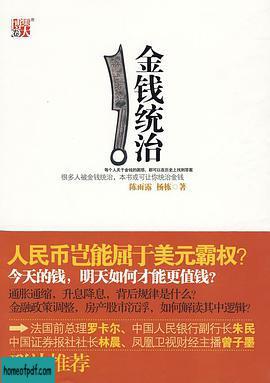 金钱统治
每个人关于金钱的困惑，都可以在历史上找到答案
很多人被金钱统治，本书或可让你统治金钱
陈雨露 杨栋 著
人民币岂能屈于美元霸权？
今天的钱，明天如何才能更值钱？
通胀通缩，升息降息，背后规律是什么？
金融政策调整，房产股市沉浮，如何解读其中逻辑？
法国前总理罗卡尔、中国人民银行副行长朱民
中国证券报社社长林晨、凤凰卫视财经主播曾子墨
推荐
www.homeofpdf.com